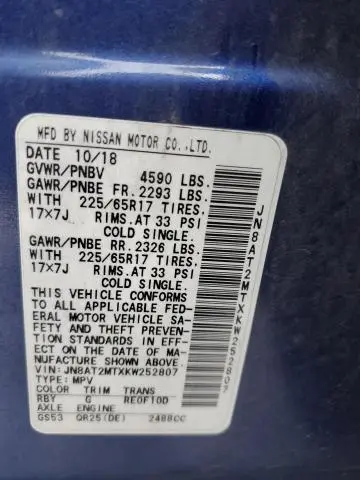 MFD BY NISSAN MOTOR CO.,LTD.
DATE 10/18
GVWR/PNBV 4590 LBS.
GAWR/PNBE FR. 2293 LBS.
WITH 225/65R17 TIRES.
17×7J RIMS.AT 33 PSI
COLD SINGLE.
GAWR/PNBE RR. 2326 LBS.
WITH 225/65R17 TIRES.
17×7J RIMS.AT 33 PSI
COLD SINGLE.
THIS VEHICLE CONFORMS
TO ALL APPLICABLE FED-
ERAL MOTOR VEHICLE SA-
FETY AND THEFT PREVEN-
TION STANDARDS IN EFF-
ECT ON THE DATE OF MA-
NUFACTURE SHOWN ABOVE.
VIN:JN8AT2MTXKW252807
TYPE:MPV
COLOR TRIM TRANS
RBY G RE0F10D
AXLE ENGINE
GS53 QR25(DE) 2488CC
JN8AT2MTXKW252807